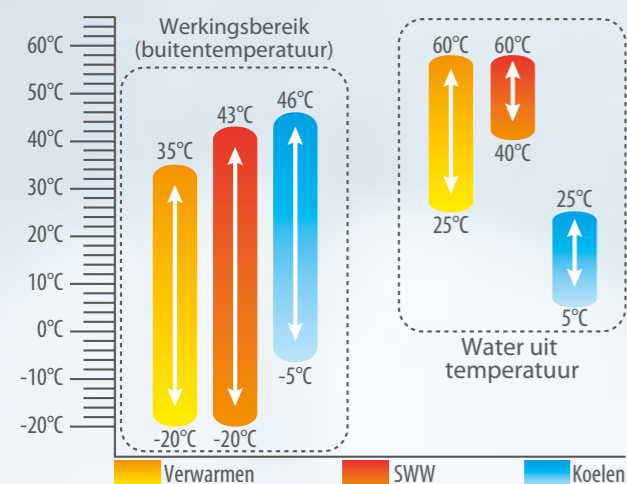 Werkingsbereik
(buitentemperatuur)
60°C
50°C
40°C
30°C
20°C
10°C
0°C
-10°C
-20°C
35°C
43°C
46°C
-20°C
-20°C
-5°C
60°C
60°C
25°C
40°C
25°C
5°C
Water uit
temperatuur
Verwarmen
SWW
Koelen